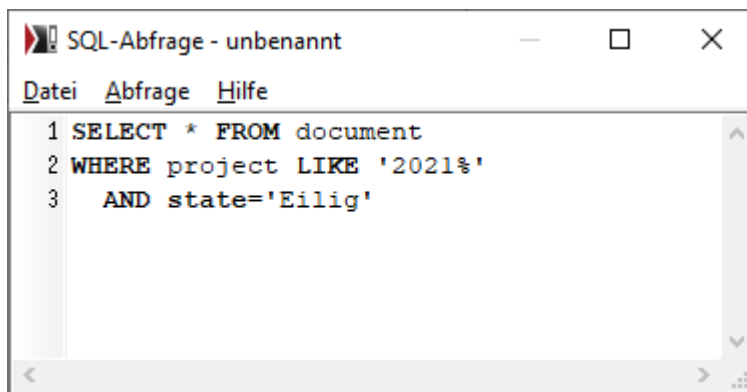 SQL-Abfrage - unbenannt
Datei Abfrage Hilfe
1 SELECT * FROM document
2 WHERE project LIKE '2021%'
3 AND state='Eilig'